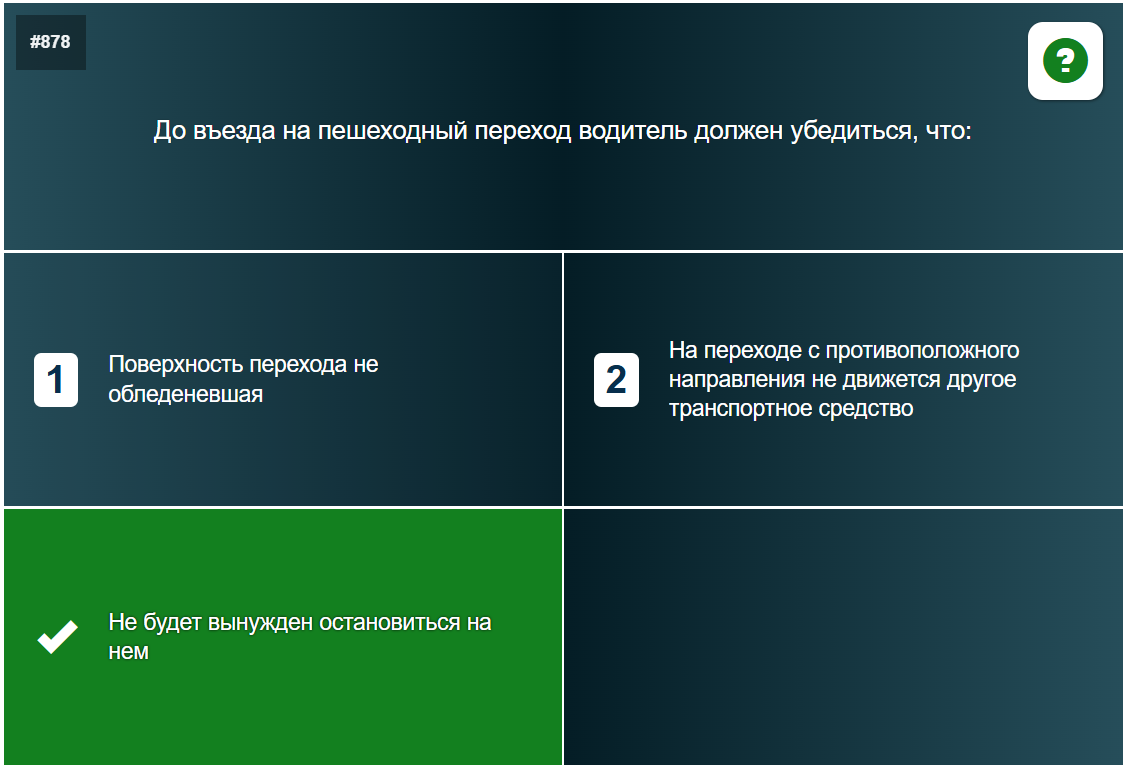 #878
?
До въезда на пешеходный переход водитель должен убедиться, что:
1
Поверхность перехода не
обледеневшая
2
На переходе с противоположного
направления не движется другое
транспортное средство
Не будет вынужден остановиться на
нем